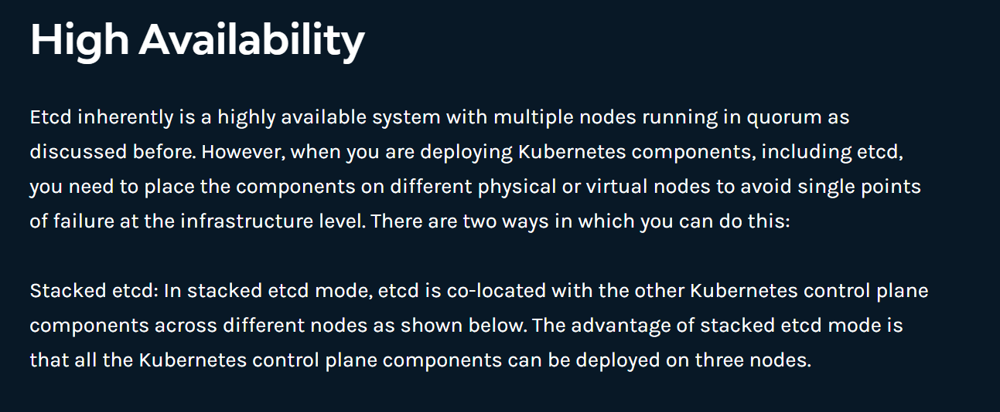 High Availability
Etcd inherently is a highly available system with multiple nodes running in quorum as
discussed before. However, when you are deploying Kubernetes components, including etcd,
you need to place the components on different physical or virtual nodes to avoid single points
of failure at the infrastructure level. There are two ways in which you can do this:
Stacked etcd: In stacked etcd mode, etcd is co-located with the other Kubernetes control plane
components across different nodes as shown below. The advantage of stacked etcd mode is
that all the Kubernetes control plane components can be deployed on three nodes.